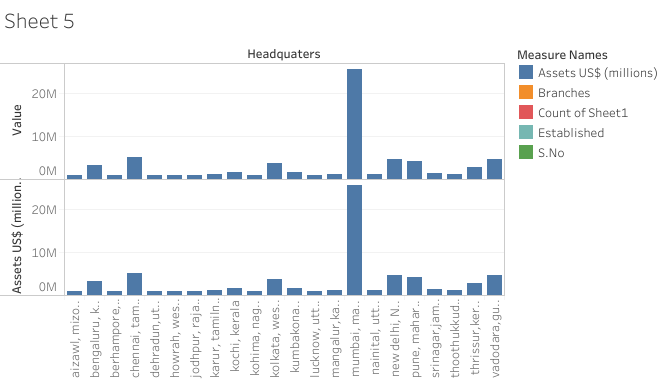 Sheet 5
Headquaters
Measure Names
Assets US$ (millions)
Branches
Count of Sheet1
Established
S.No
Value
20M
10M
0M
Assets US$ (million..
20M
10M
0M
aizawl, mizo..
bengaluru, k..
berhampore,..
chennai, tam..
dehradun,ut..
howrah, wes..
jodhpur, raja..
karur, tamiln..
kochi, kerala
kohima, nag..
kolkata, wes..
kumbakona..
lucknow, utt..
mangalur, ka..
mumbai, ma..
nainital, utt..
new delhi, N..
pune, mahar..
srinagar,jam..
thoothukkud..
thrissur,ker..
vadodara,gu..